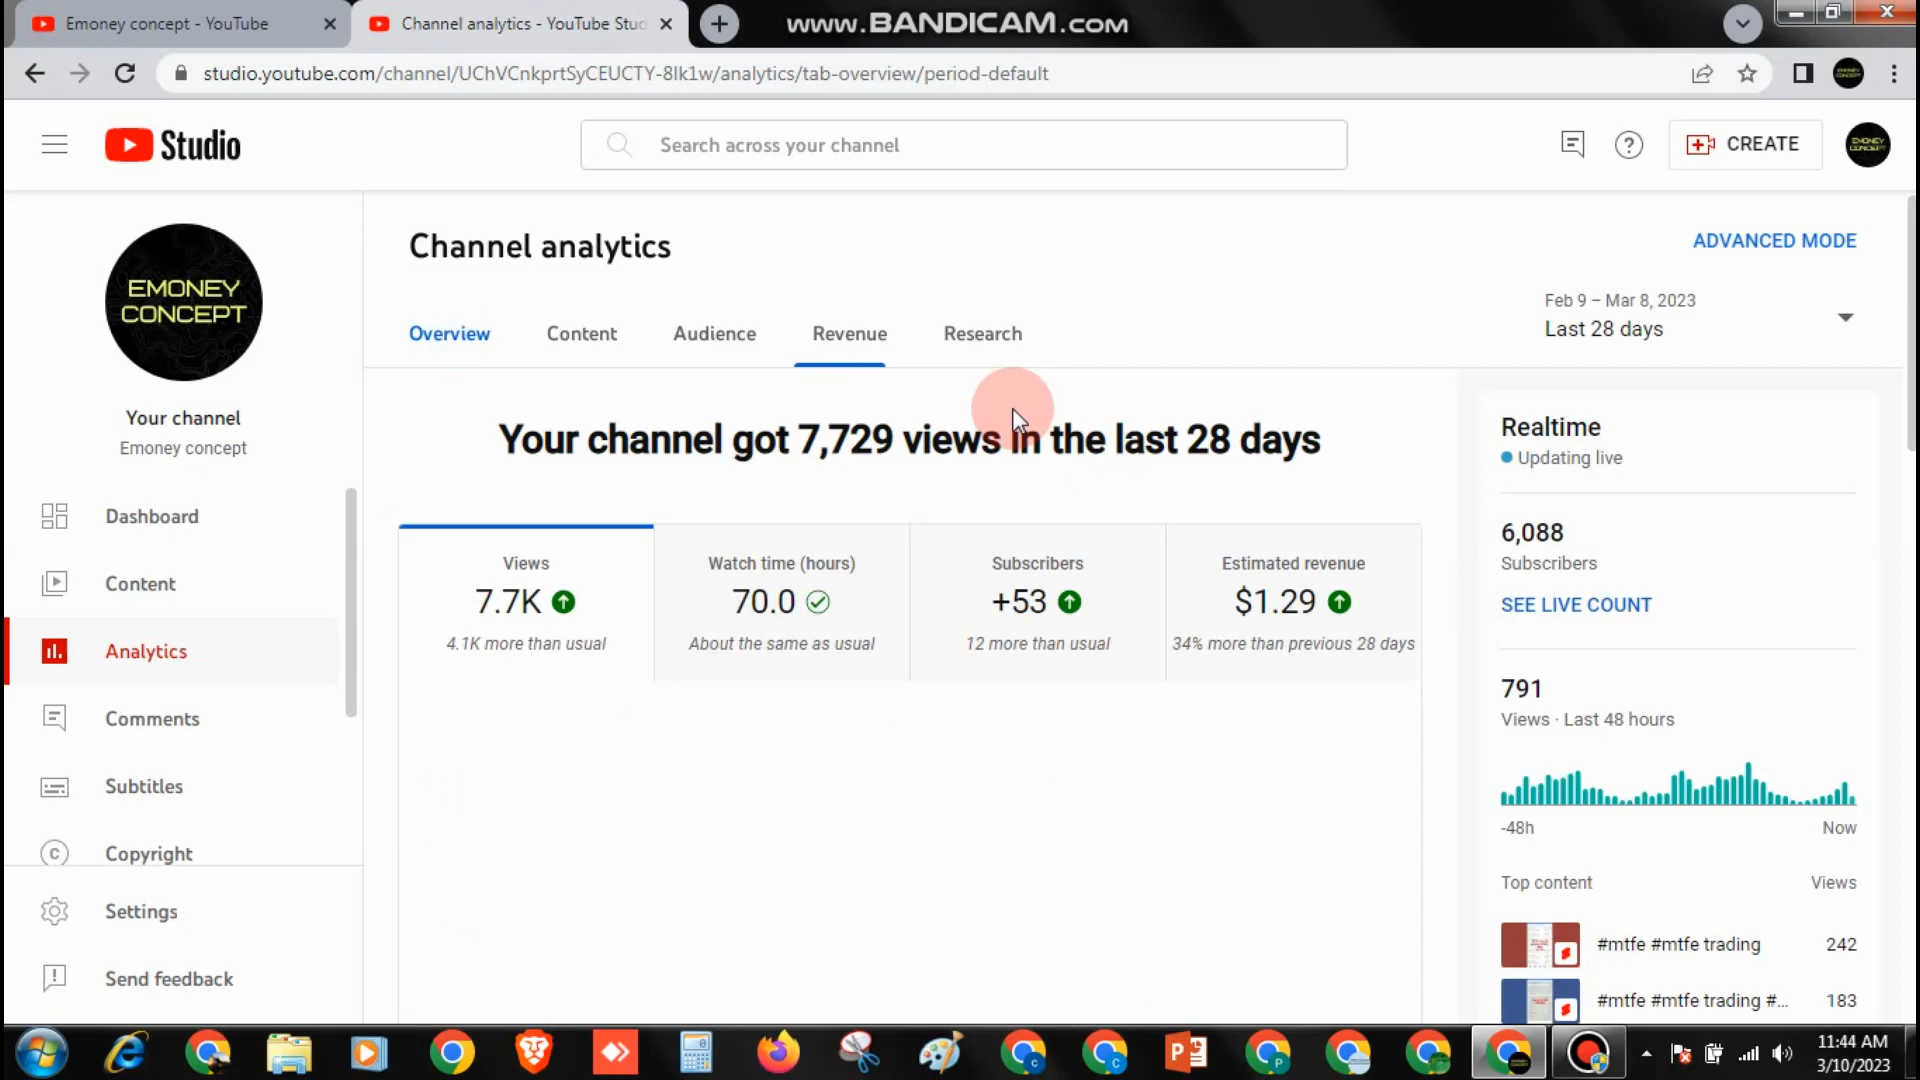 Emoney concept - YouTube
Channel analytics - YouTube Stud
www.BANDICAM.com
studio.youtube.com/channel/UChVCnkprtSyCEUCTY-8lk1w/analytics/tab-overview/period-default
Studio
Search across your channel
CREATE
EMONEY
CONCEPT
EMONEY
CONCEPT
Your channel
Emoney concept
Dashboard
Content
Analytics
Comments
Subtitles
Copyright
Settings
Send feedback
Channel analytics
ADVANCED MODE
Feb 9 – Mar 8, 2023
Last 28 days
Overview Content Audience Revenue Research
Your channel got 7,729 views in the last 28 days
Views
7.7K
4.1K more than usual
Watch time (hours)
70.0
About the same as usual
Subscribers
+53
12 more than usual
Estimated revenue
$1.29
34% more than previous 28 days
Realtime
Updating live
6,088
Subscribers
SEE LIVE COUNT
791
Views · Last 48 hours
-48h Now
Top content Views
#mtfe #mtfe trading 242
#mtfe #mtfe trading #... 183
11:44 AM
3/10/2023